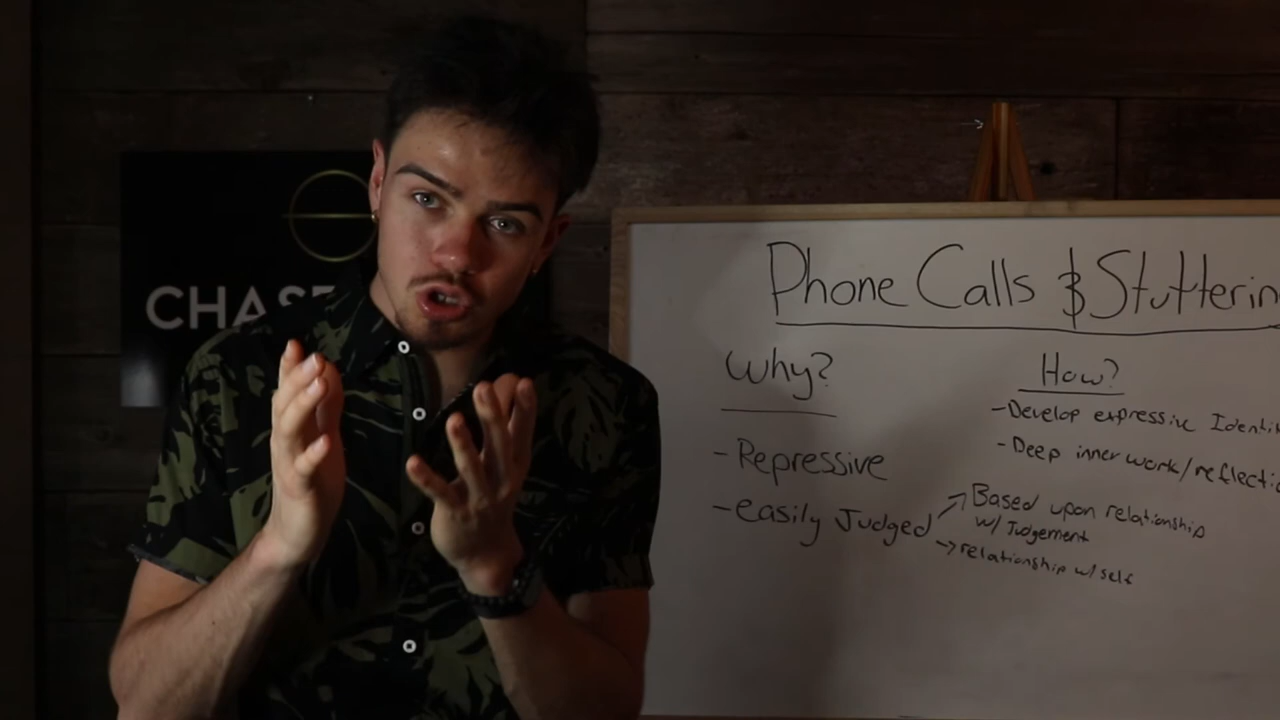 CHASE
Phone Calls & Stutterin
Why?
- Repressive
- easily Judged
How?
- Develop expressive Identi
- Deep inner work/reflecti
→ Based upon relationship
w/ Judgement
→ relationship w/ self